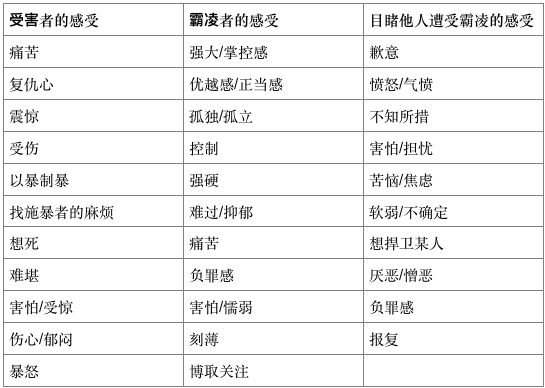 受害者的感受 霸凌者的感受 目睹他人遭受霸凌的感受
痛苦 强大/掌控感 歉意
复仇心 优越感/正当感 愤怒/气愤
震惊 孤独/孤立 不知所措
受伤 控制 害怕/担忧
以暴制暴 强硬 苦恼/焦虑
找施暴者的麻烦 难过/抑郁 软弱/不确定
想死 痛苦 想捍卫某人
难堪 负罪感 厌恶/憎恶
害怕/受惊 害怕/懦弱 负罪感
伤心/郁闷 刻薄 报复
暴怒 博取关注